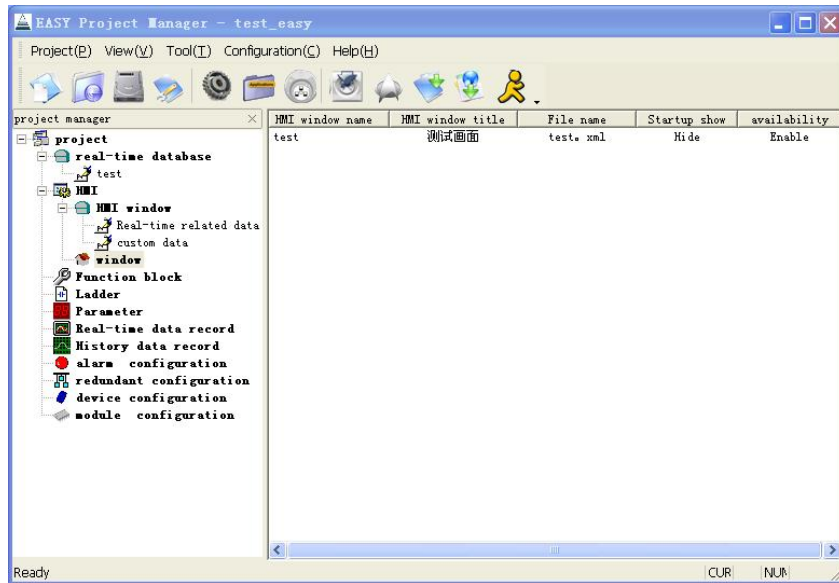 EASY Project Manager - test_easy
Project(P) View(V) Tool(T) Configuration(C) Help(H)
project manager
HMI window name HMI window title File name Startup show availability
test 测试画面 test。xml Hide Enable
project
real-time database
test
HMI
HMI window
Real-time related data
custom data
window
Function block
Ladder
Parameter
Real-time data record
History data record
alarm configuration
redundant configuration
device configuration
module configuration
Ready CUR NUM